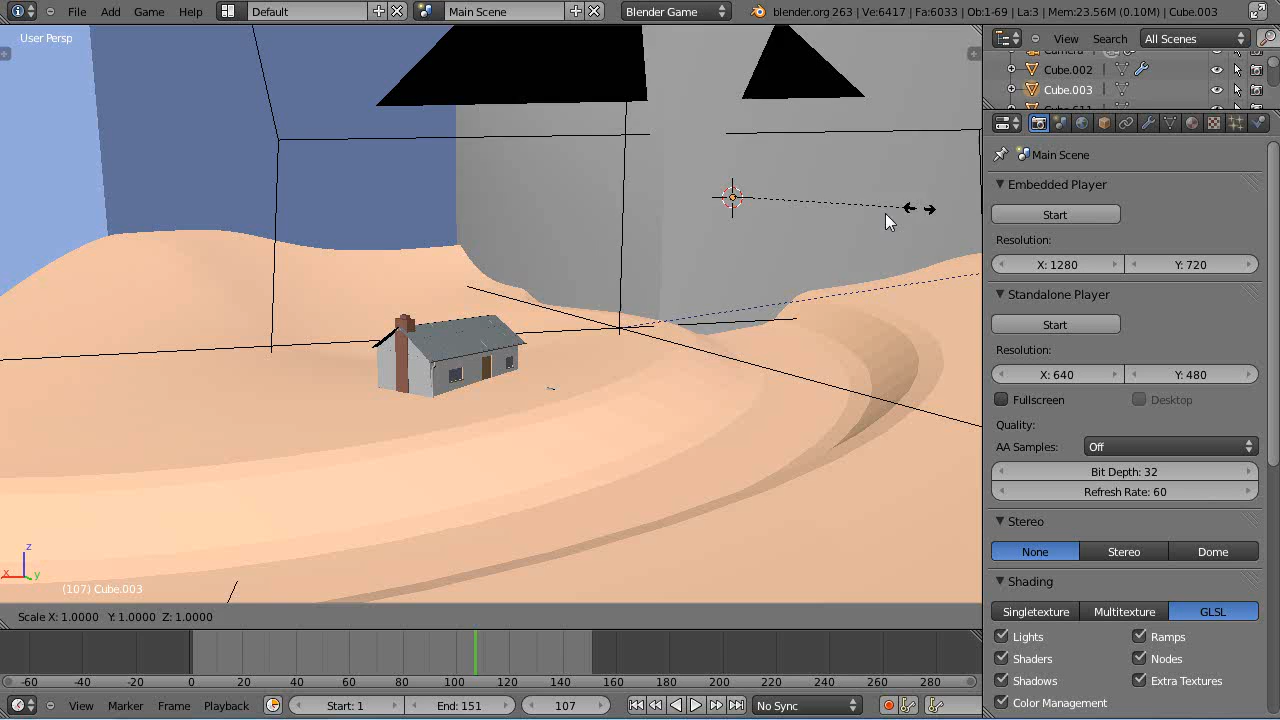 File Add Game Help Default Main Scene Blender Game blender.org 263 | Ve:6417 | Fa:6033 | Ob:1-69 | La:3 | Mem:23.56M (0.10M) | Cube.003
User Persp
View Search All Scenes
Camera
Cube.002
Cube.003
Cube.011
Main Scene
Embedded Player
Start
Resolution:
X: 1280 Y: 720
Standalone Player
Start
Resolution:
X: 640 Y: 480
Fullscreen Desktop
Quality:
AA Samples: Off
Bit Depth: 32
Refresh Rate: 60
Stereo
None Stereo Dome
Shading
Singletexture Multitexture GLSL
Lights Ramps
Shaders Nodes
Shadows Extra Textures
Color Management
z
x y
(107) Cube.003
Scale X: 1.0000 Y: 1.0000 Z: 1.0000
-60 -40 -20 0 20 40 60 80 100 120 140 160 180 200 220 240 260 280
View Marker Frame Playback Start: 1 End: 151 107 No Sync